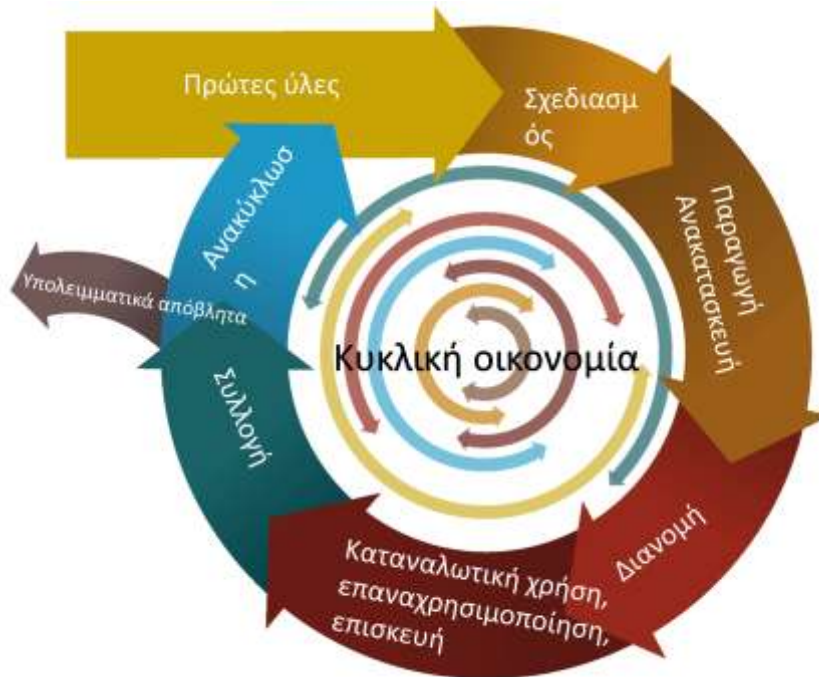 Πρώτες ύλες
Σχεδιασμ
ός
Παραγωγή
Ανακατασκευή
Διανομή
Καταναλωτική χρήση,
επαναχρησιμοποίηση,
επισκευή
Συλλογή
Υπολειμματικά απόβλητα
Ανακύκλωσ
η
Κυκλική οικονομία